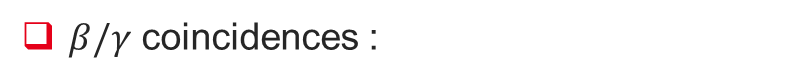 ❑ 𝛽/𝛾 coincidences :